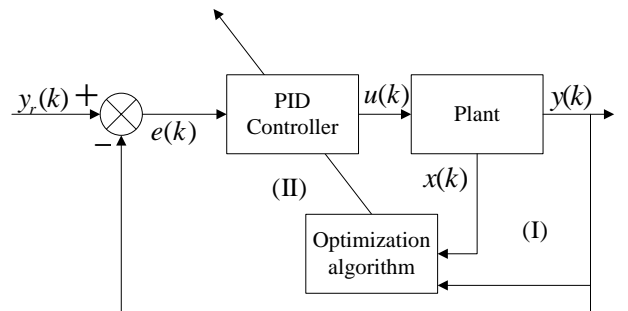 y_r(k)
+
−
e(k)
PID
Controller
u(k)
Plant
y(k)
x(k)
(II)
(I)
Optimization
algorithm